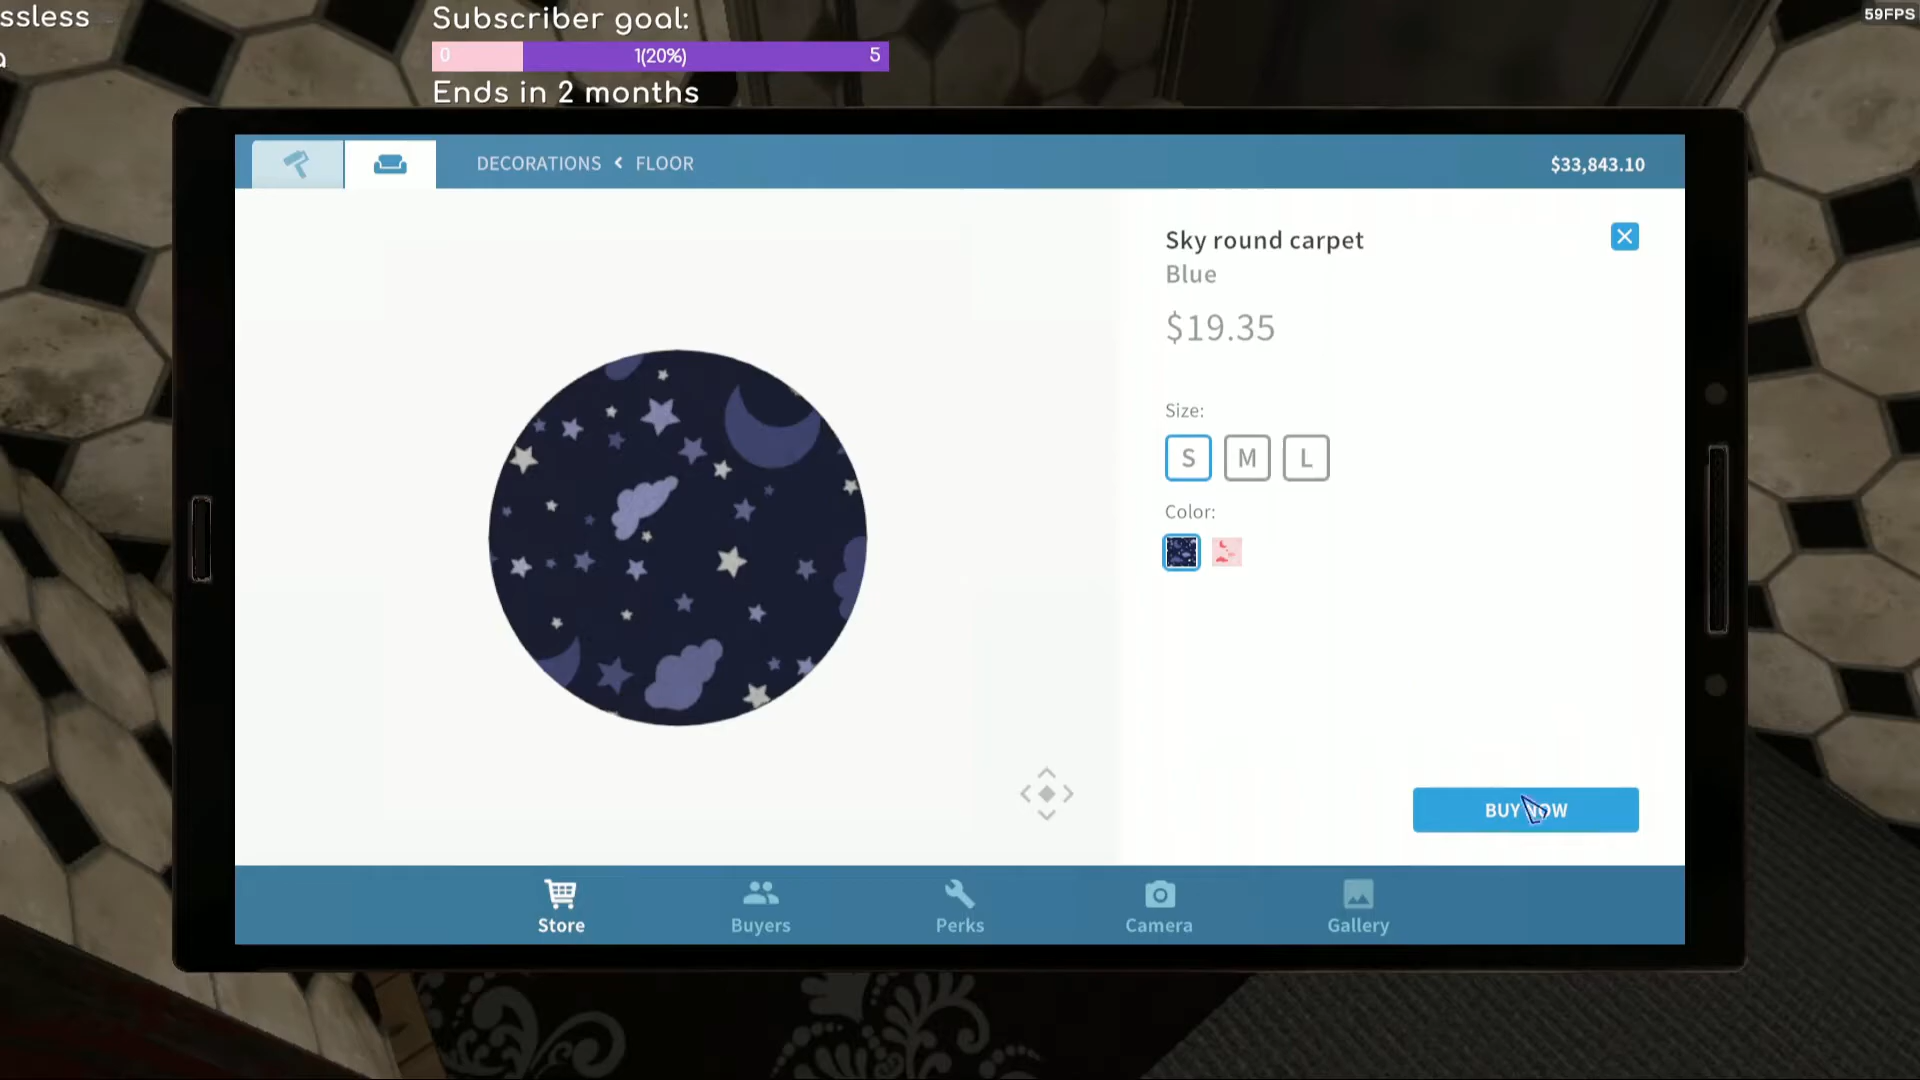 ssless
a
Subscriber goal:
0 1(20%) 5
Ends in 2 months
59FPS
DECORATIONS < FLOOR
$33,843.10
Sky round carpet
Blue
$19.35
Size:
S M L
Color:
BUY NOW
Store
Buyers
Perks
Camera
Gallery